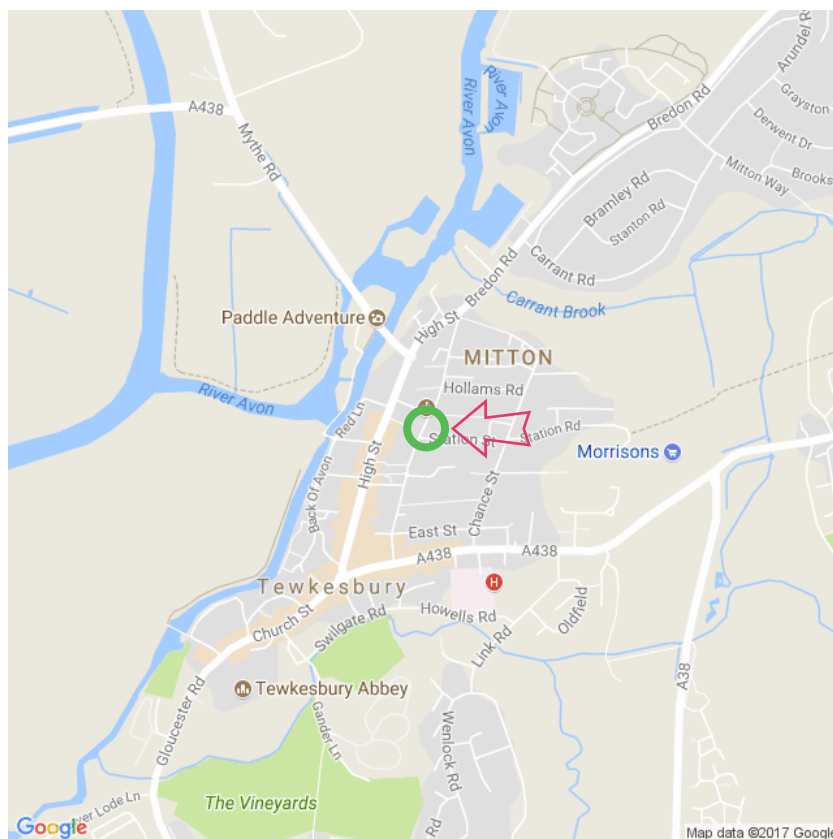 Arundel Rd
River Avon
River Avon
Grayston
A438
Bredon Rd
Derwent Dr
Mythe Rd
Mitton Way
Brooks
Bramley Rd
Stanton Rd
Carrant Rd
Bredon Rd
Carrant Brook
Paddle Adventure
High St
MITTON
Hollams Rd
River Avon
Red Ln
Station St
Station Rd
High St
Morrisons
Back Of Avon
Chance St
East St
A438
A438
Tewkesbury
H
Oldfield
Church St
Swilgate Rd
Howells Rd
Link Rd
A38
Tewkesbury Abbey
Gloucester Rd
Gander Ln
Wenlock Rd
ver Lode Ln
The Vineyards
Google
Map data ©2017 Google